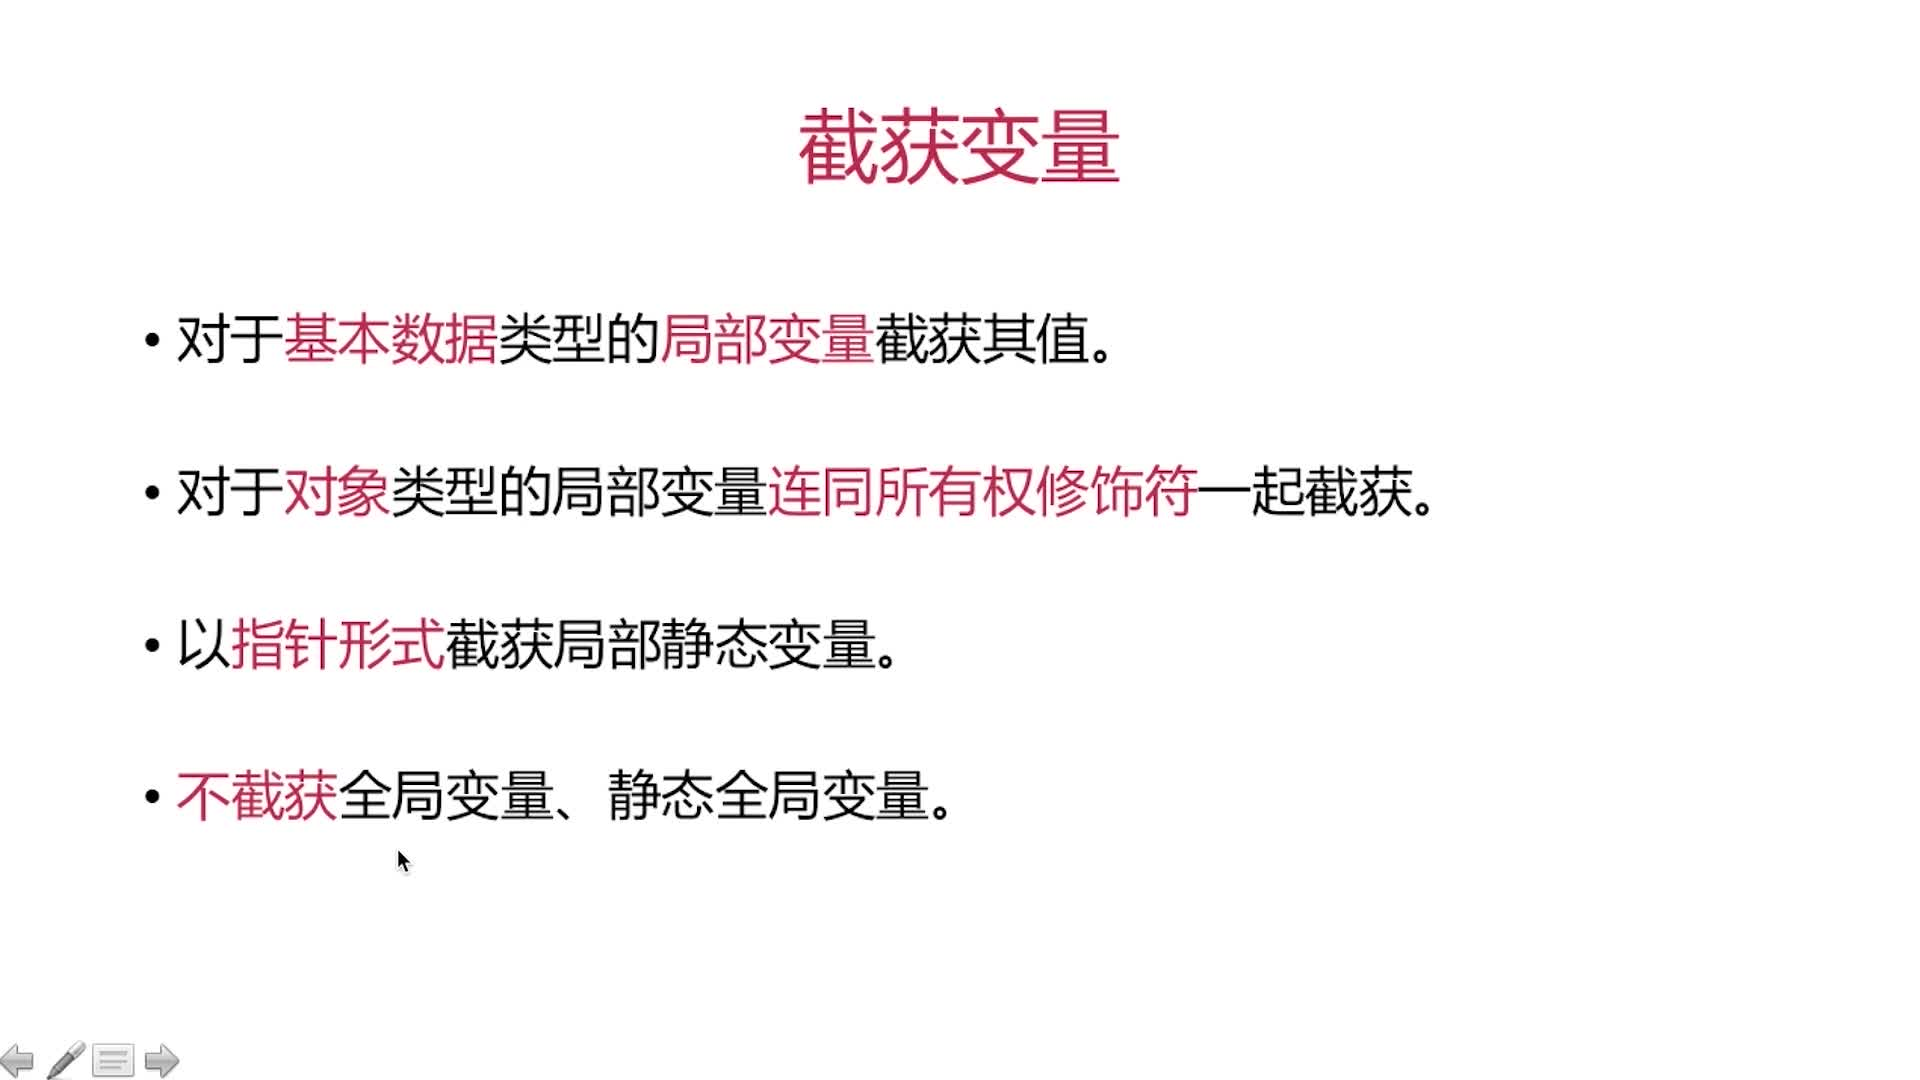 截获变量
• 对于基本数据类型的局部变量截获其值。
• 对于对象类型的局部变量连同所有权修饰符一起截获。
• 以指针形式截获局部静态变量。
• 不截获全局变量、静态全局变量。